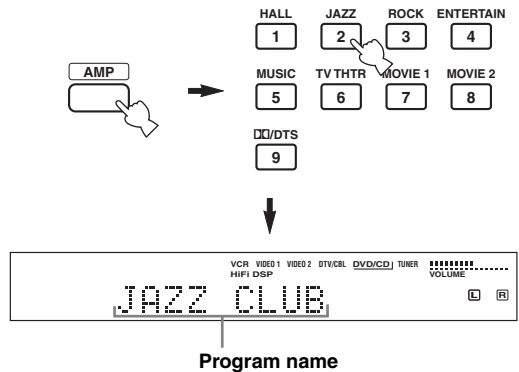 HALL JAZZ ROCK ENTERTAIN
1 2 3 4
AMP
MUSIC TV THTR MOVIE 1 MOVIE 2
5 6 7 8
DD/DTS
9
VCR VIDEO 1 VIDEO 2 DTV/CBL DVD/CD TUNER
HiFi DSP VOLUME
JAZZ CLUB L R
Program name